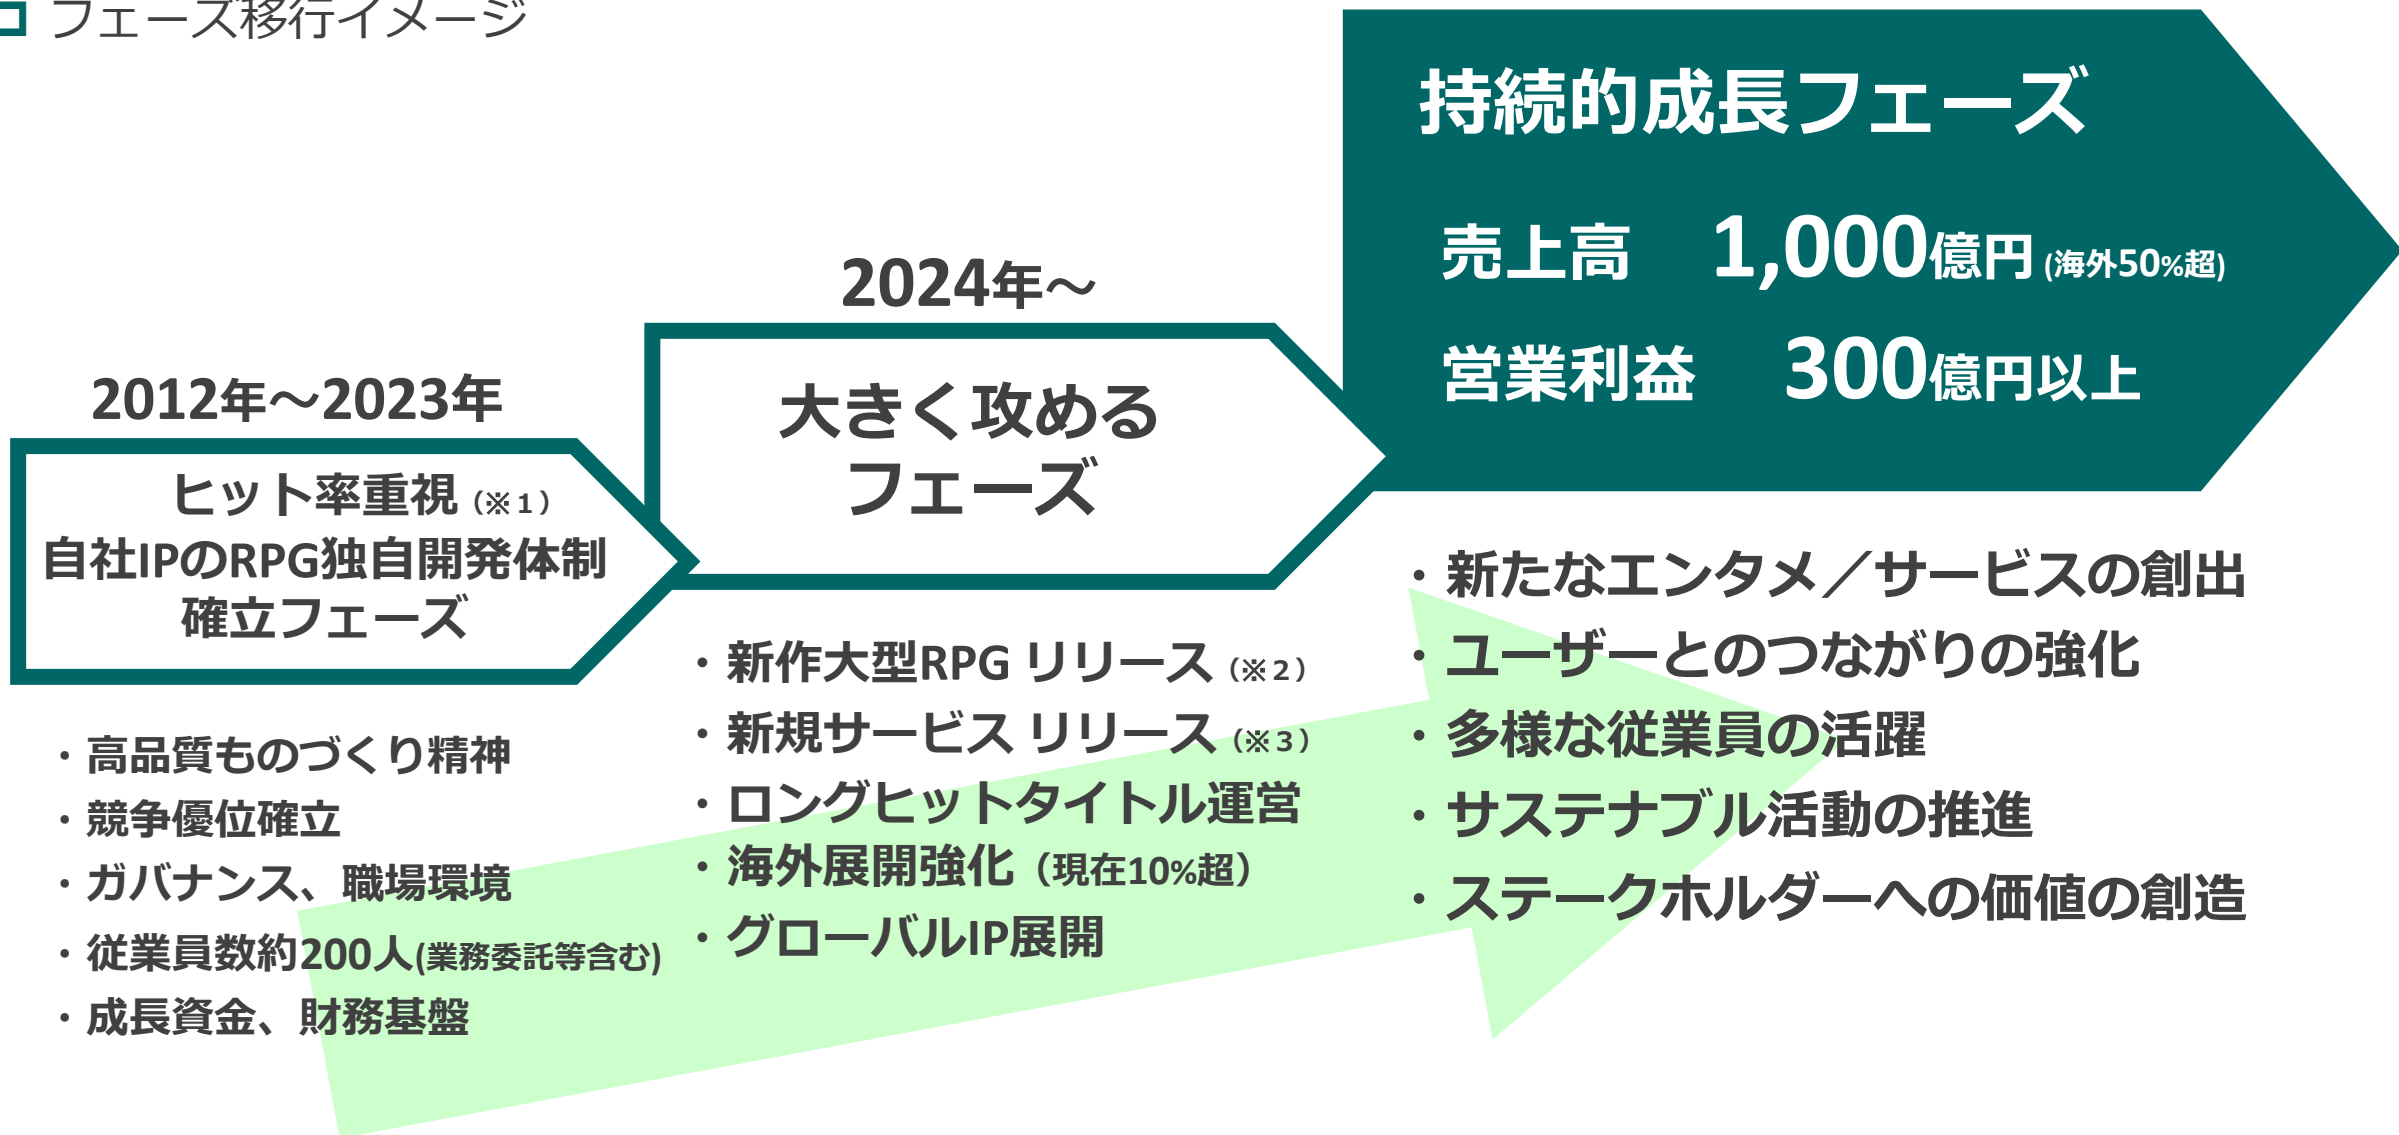 フェーズ移行イメージ
2012年～2023年
ヒット率重視（※１）
自社IPのRPG独自開発体制
確立フェーズ
・高品質ものづくり精神
・競争優位確立
・ガバナンス、職場環境
・従業員数約200人(業務委託等含む)
・成長資金、財務基盤
2024年～
大きく攻める
フェーズ
・新作大型RPG リリース（※２）
・新規サービス リリース（※３）
・ロングヒットタイトル運営
・海外展開強化（現在10%超）
・グローバルIP展開
持続的成長フェーズ
売上高 1,000億円(海外50%超)
営業利益 300億円以上
・新たなエンタメ／サービスの創出
・ユーザーとのつながりの強化
・多様な従業員の活躍
・サステナブル活動の推進
・ステークホルダーへの価値の創造